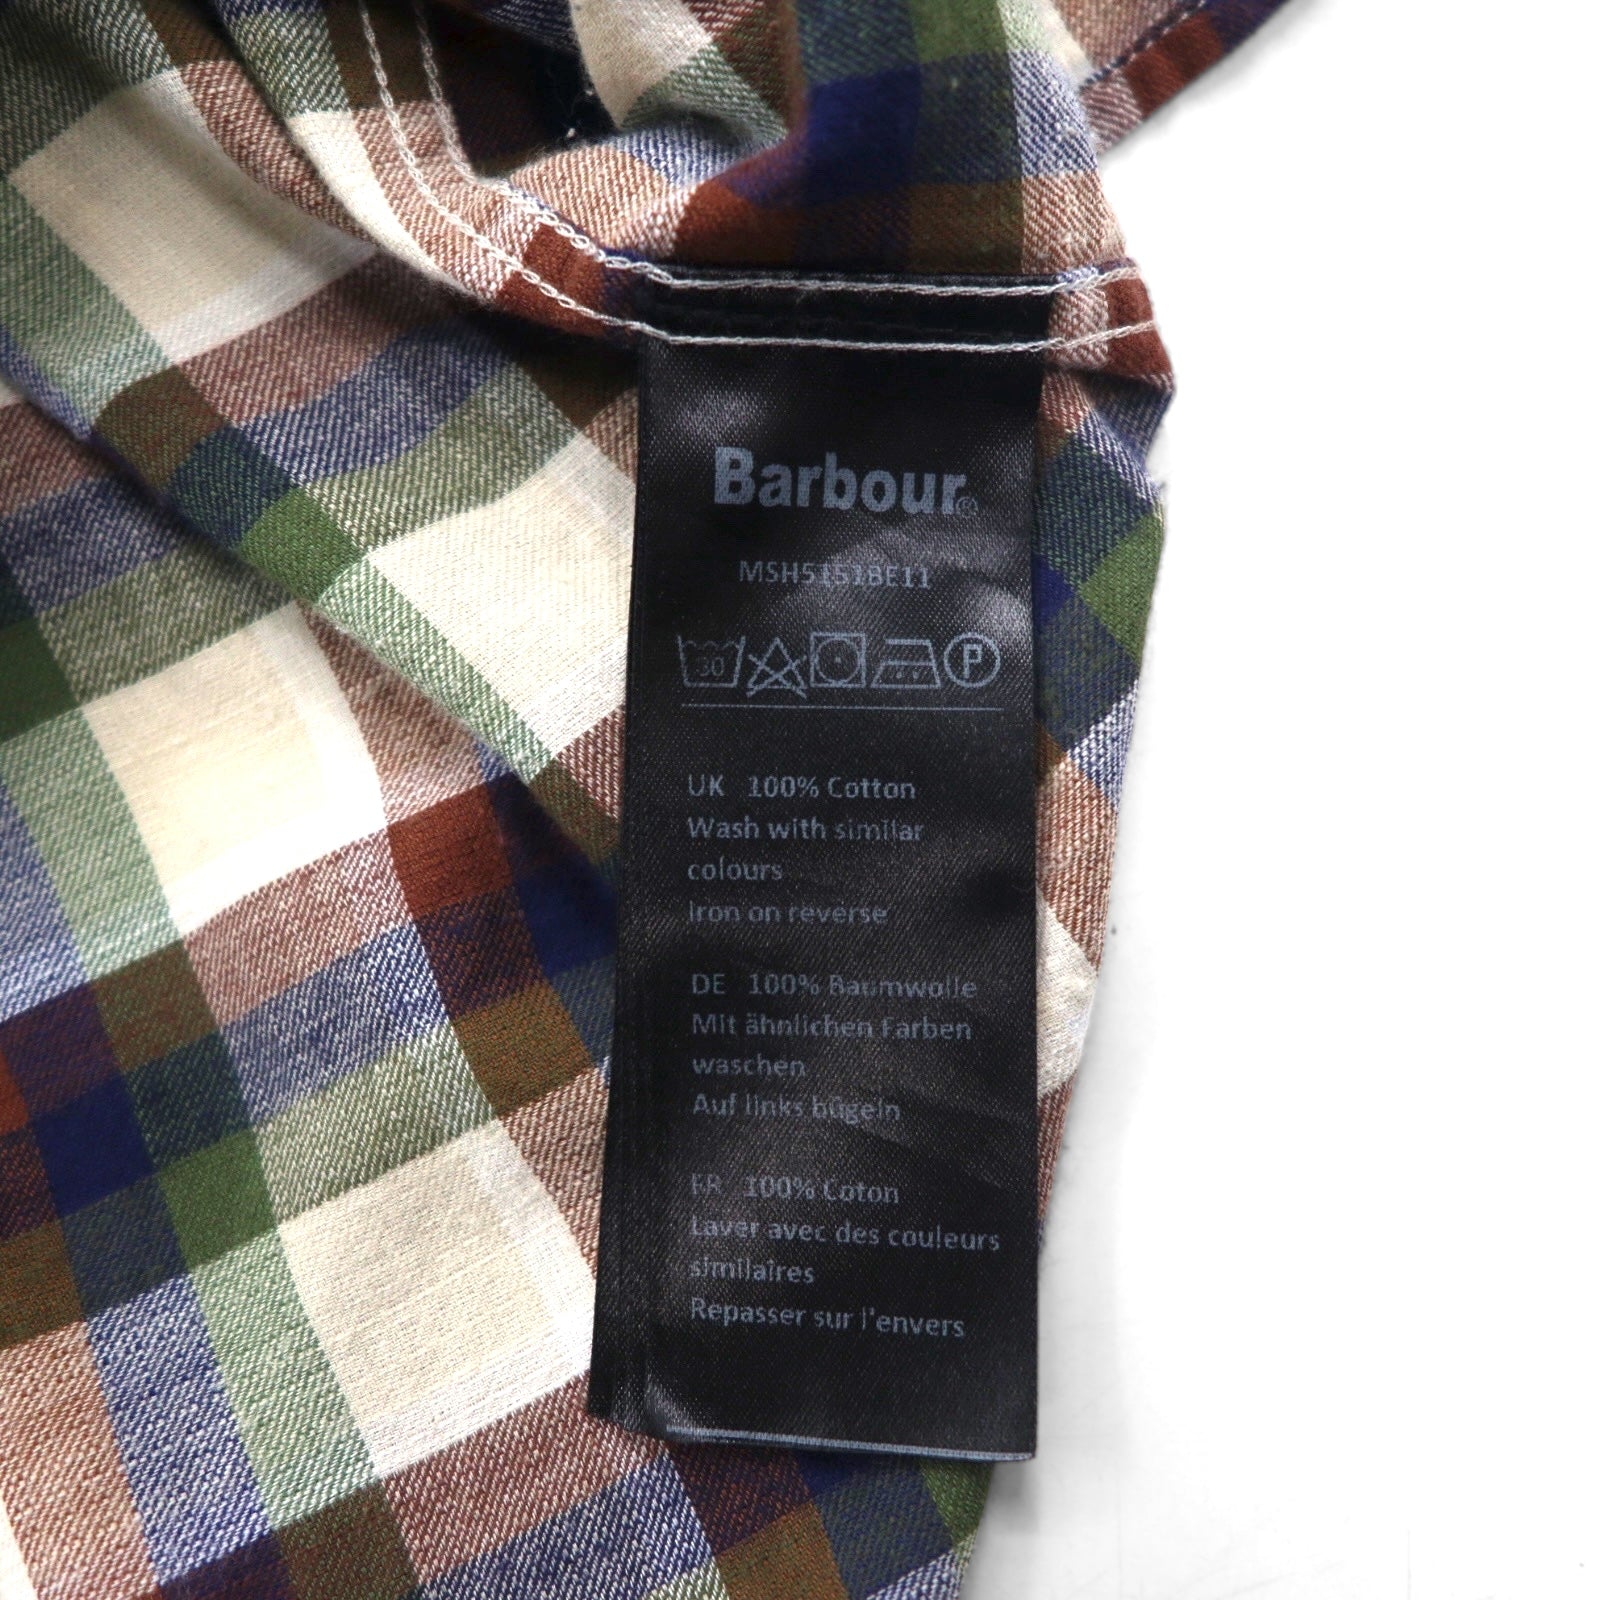 Barbour®
MSH5151BE11
30 P
UK 100% Cotton
Wash with similar
colours
Iron on reverse
DE 100% Baumwolle
Mit ähnlichen Farben
waschen
Auf links bügeln
FR 100% Coton
Laver avec des couleurs
similaires
Repasser sur l'envers